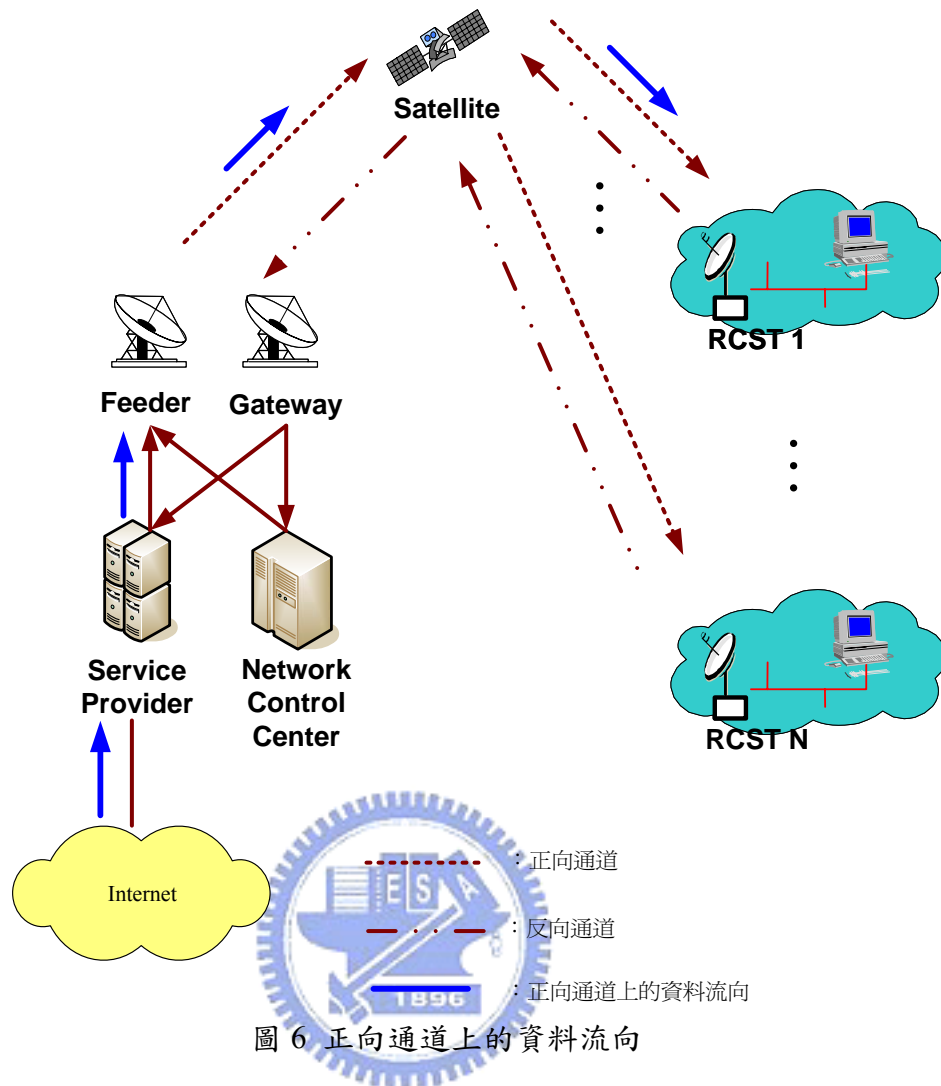 Satellite
RCST 1
Feeder
Gateway
Service
Provider
Network
Control
Center
RCST N
Internet
: 正向通道
: 反向通道
: 正向通道上的資料流向
E S A
1896
圖 6 正向通道上的資料流向